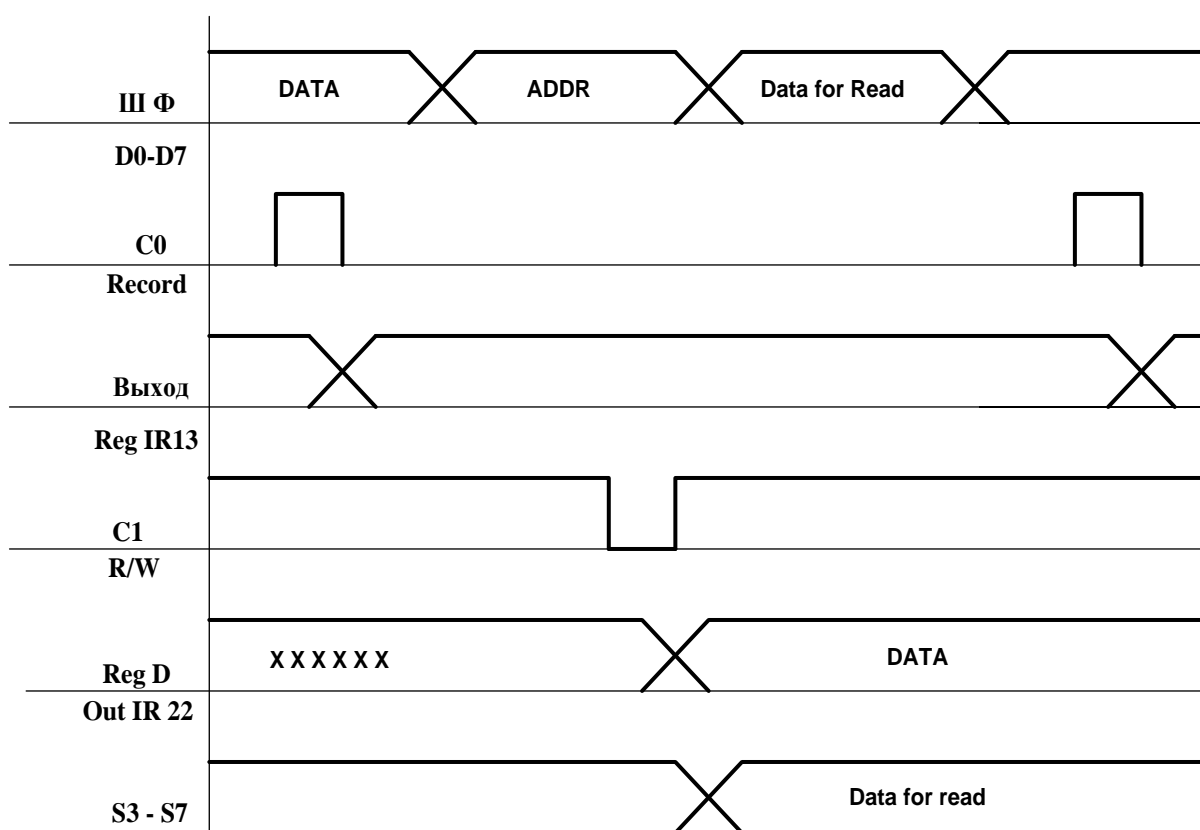 DATA ADDR Data for Read
Ш Ф
D0-D7
C0
Record
Выход
Reg IR13
C1
R/W
X X X X X X DATA
Reg D
Out IR 22
Data for read
S3 - S7